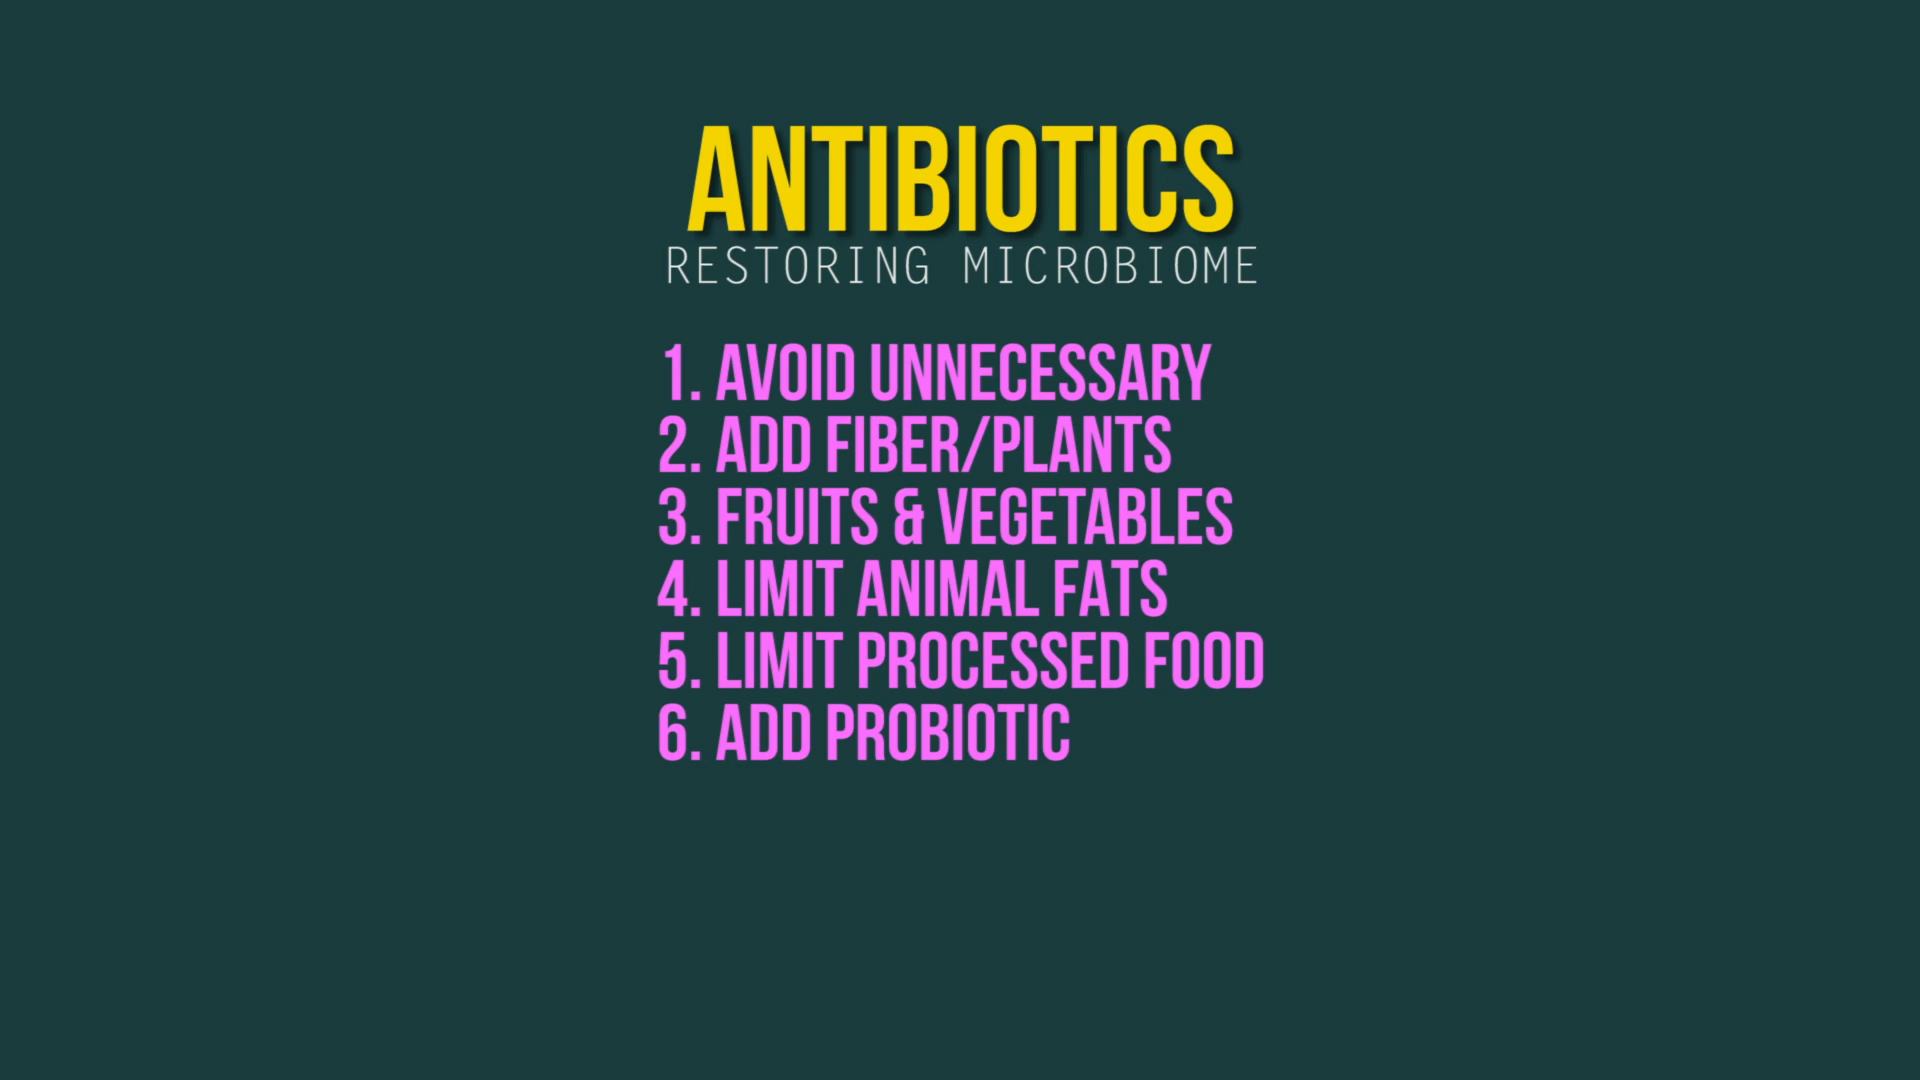 ANTIBIOTICS
RESTORING MICROBIOME
1. AVOID UNNECESSARY
2. ADD FIBER/PLANTS
3. FRUITS & VEGETABLES
4. LIMIT ANIMAL FATS
5. LIMIT PROCESSED FOOD
6. ADD PROBIOTIC